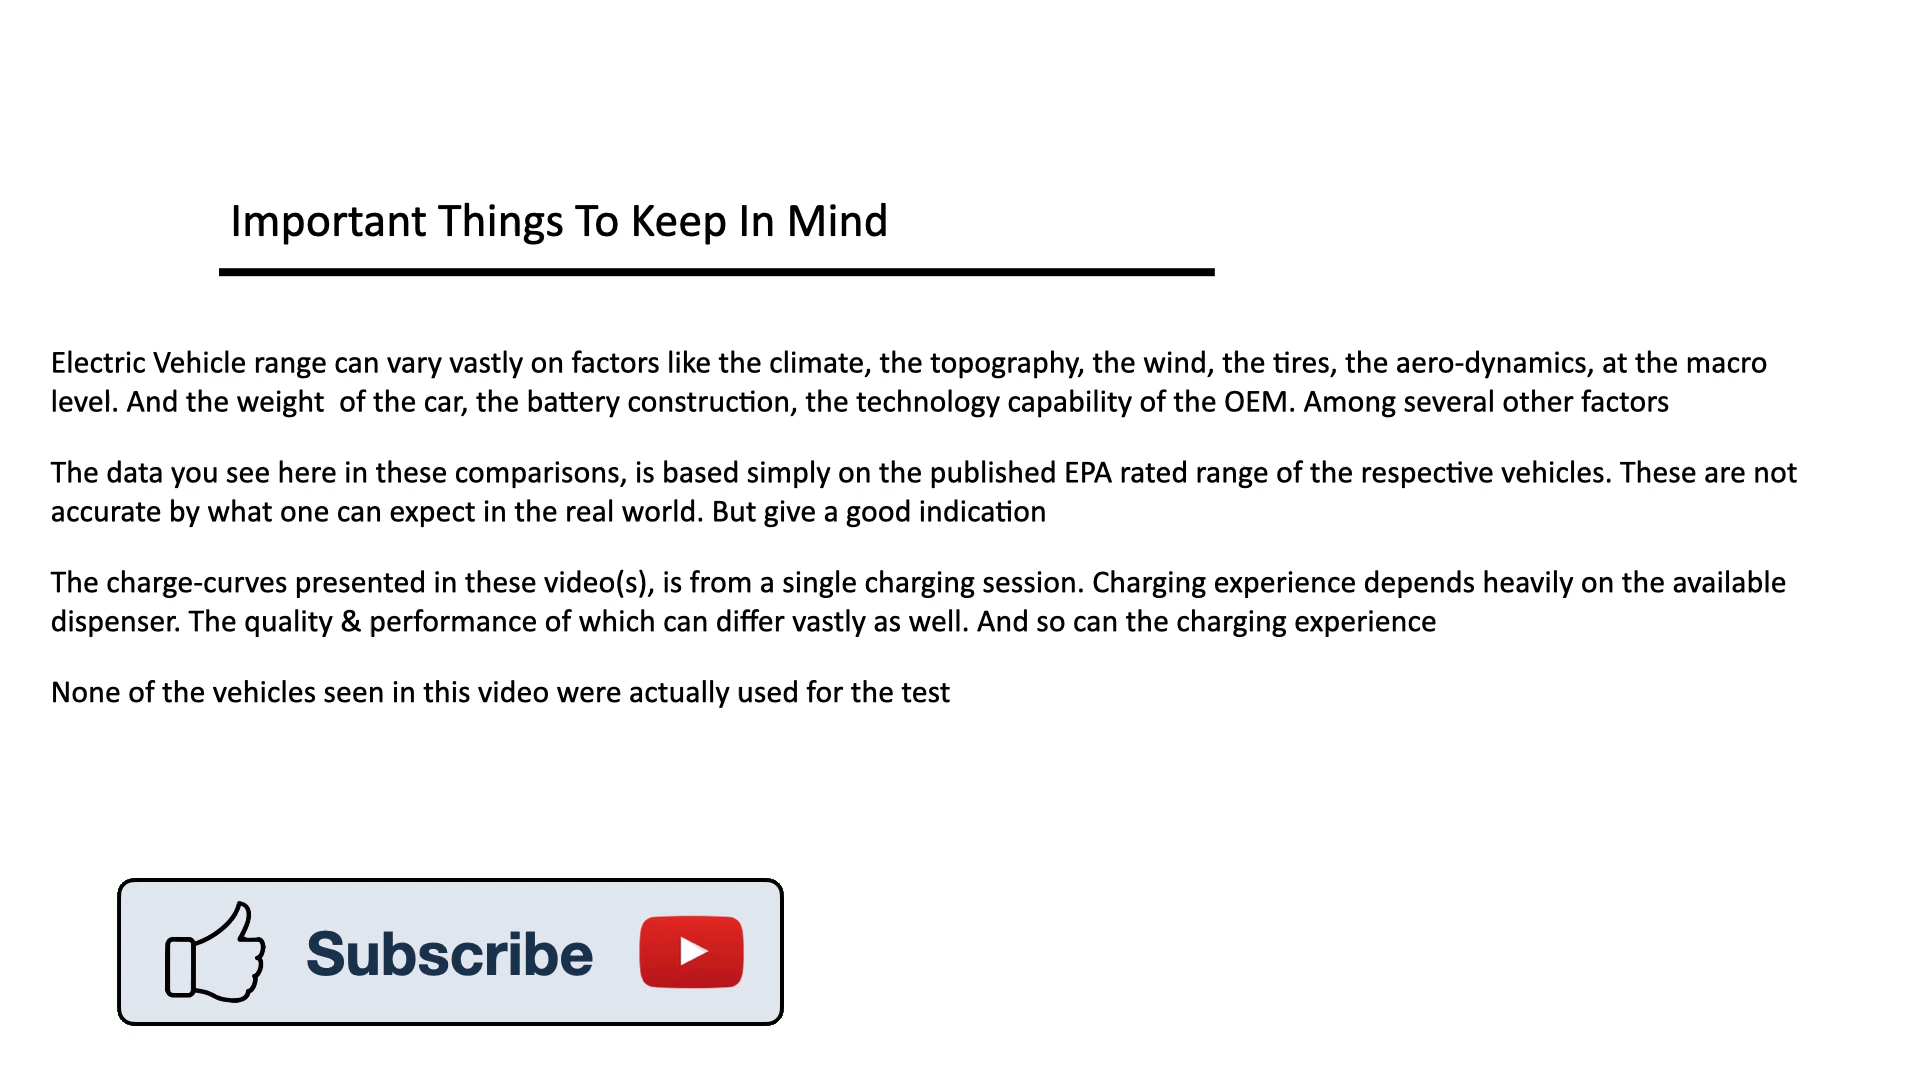 Important Things To Keep In Mind
Electric Vehicle range can vary vastly on factors like the climate, the topography, the wind, the tires, the aero-dynamics, at the macro
level. And the weight  of the car, the battery construction, the technology capability of the OEM. Among several other factors
The data you see here in these comparisons, is based simply on the published EPA rated range of the respective vehicles. These are not
accurate by what one can expect in the real world. But give a good indication
The charge-curves presented in these video(s), is from a single charging session. Charging experience depends heavily on the available
dispenser. The quality & performance of which can differ vastly as well. And so can the charging experience
None of the vehicles seen in this video were actually used for the test
Subscribe